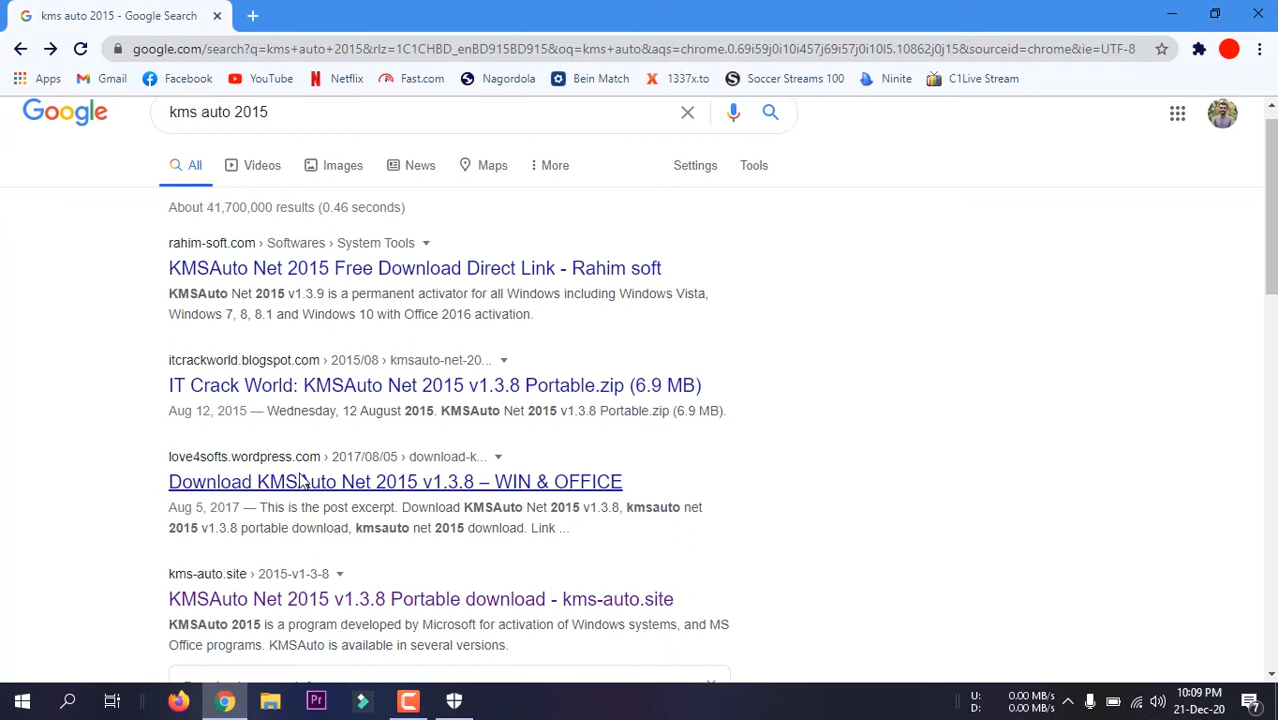 kms auto 2015 - Google Search
google.com/search?q=kms+auto+2015&rlz=1C1CHBD_enBD915BD915&oq=kms+auto&aqs=chrome.0.69i59j0i10i457j69i57j0i10l5.10862j0j15&sourceid=chrome&ie=UTF-8
Apps Gmail Facebook YouTube Netflix Fast.com Nagordola Bein Match 1337x.to Soccer Streams 100 Ninite C1Live Stream
Google kms auto 2015
All Videos Images News Maps More Settings Tools
About 41,700,000 results (0.46 seconds)
rahim-soft.com › Softwares › System Tools
KMSAuto Net 2015 Free Download Direct Link - Rahim soft
KMSAuto Net 2015 v1.3.9 is a permanent activator for all Windows including Windows Vista,
Windows 7, 8, 8.1 and Windows 10 with Office 2016 activation.
itcrackworld.blogspot.com › 2015/08 › kmsauto-net-20...
IT Crack World: KMSAuto Net 2015 v1.3.8 Portable.zip (6.9 MB)
Aug 12, 2015 — Wednesday, 12 August 2015. KMSAuto Net 2015 v1.3.8 Portable.zip (6.9 MB).
love4softs.wordpress.com › 2017/08/05 › download-k...
Download KMSAuto Net 2015 v1.3.8 – WIN & OFFICE
Aug 5, 2017 — This is the post excerpt. Download KMSAuto Net 2015 v1.3.8, kmsauto net
2015 v1.3.8 portable download, kmsauto net 2015 download. Link ...
kms-auto.site › 2015-v1-3-8
KMSAuto Net 2015 v1.3.8 Portable download - kms-auto.site
KMSAuto 2015 is a program developed by Microsoft for activation of Windows systems, and MS
Office programs. KMSAuto is available in several versions.
Pr
U: 0.00 MB/s
D: 0.00 MB/s
10:09 PM
21-Dec-20
7